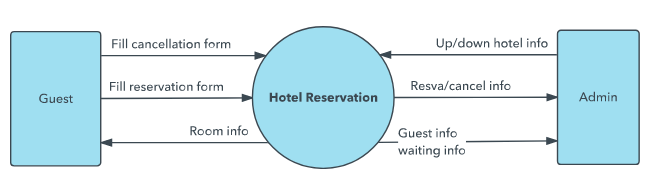 Fill cancellation form
Up/down hotel info
Fill reservation form
Resva/cancel info
Guest
Hotel Reservation
Admin
Room info
Guest info
waiting info